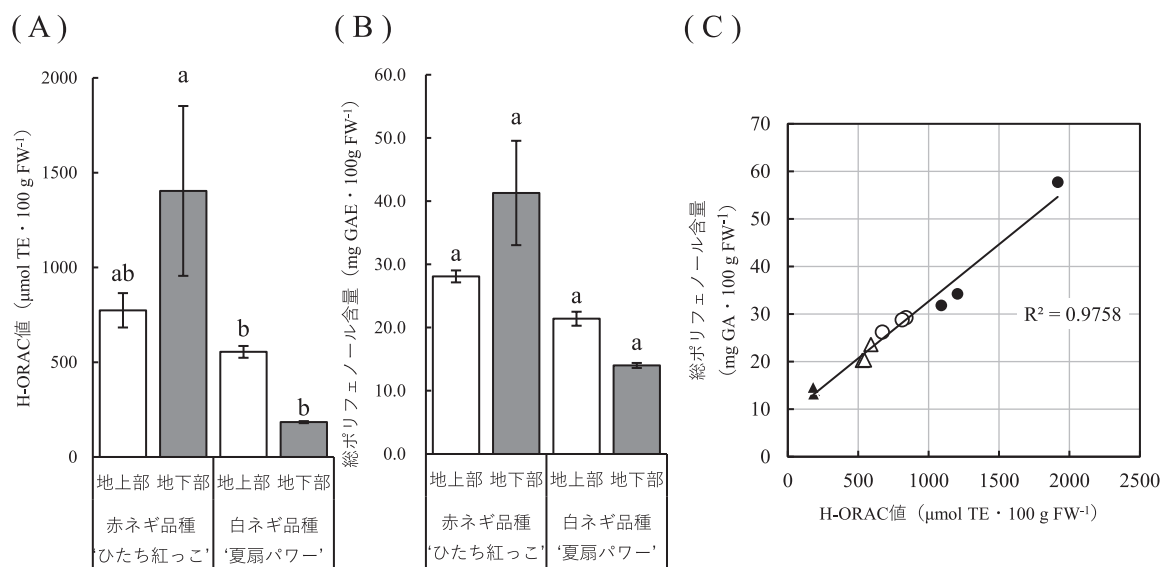 (A)
H-ORAC値（μmol TE・100 g FW-1）
2000
1500
1000
500
0
ab
a
b
b
地上部 地下部 地上部 地下部
赤ネギ品種 白ネギ品種
‘ひたち紅っこ’ ‘夏扇パワー’
(B)
総ポリフェノール含量（mg GAE・100g FW-1）
60.0
50.0
40.0
30.0
20.0
10.0
0.0
a
a
a
a
地上部 地下部 地上部 地下部
赤ネギ品種 白ネギ品種
‘ひたち紅っこ’ ‘夏扇パワー’
(C)
総ポリフェノール含量
（mg GA・100 g FW-1）
70
60
50
40
30
20
10
0
R² = 0.9758
0 500 1000 1500 2000 2500
H-ORAC値（μmol TE・100 g FW-1）